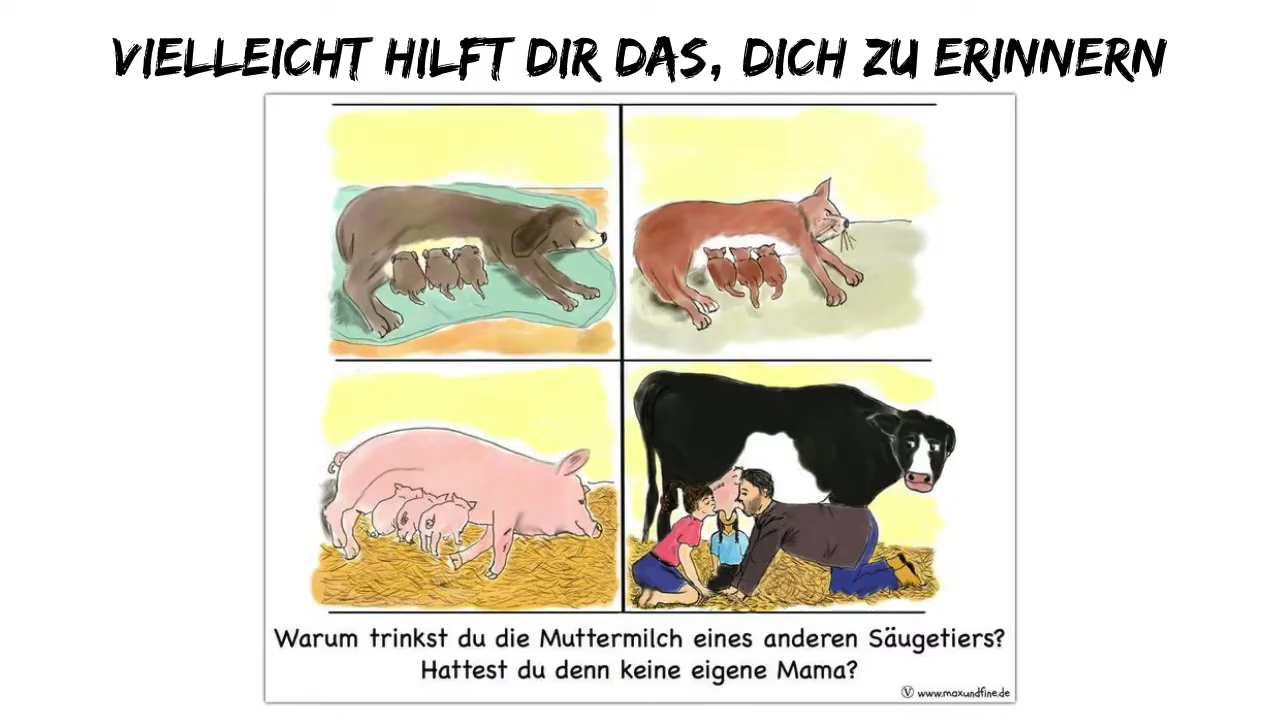 VIELLEICHT HILFT DIR DAS, DICH ZU ERINNERN
Warum trinkst du die Muttermilch eines anderen Säugetiers?
Hattest du denn keine eigene Mama?
Ⓥ www.maxundfine.de